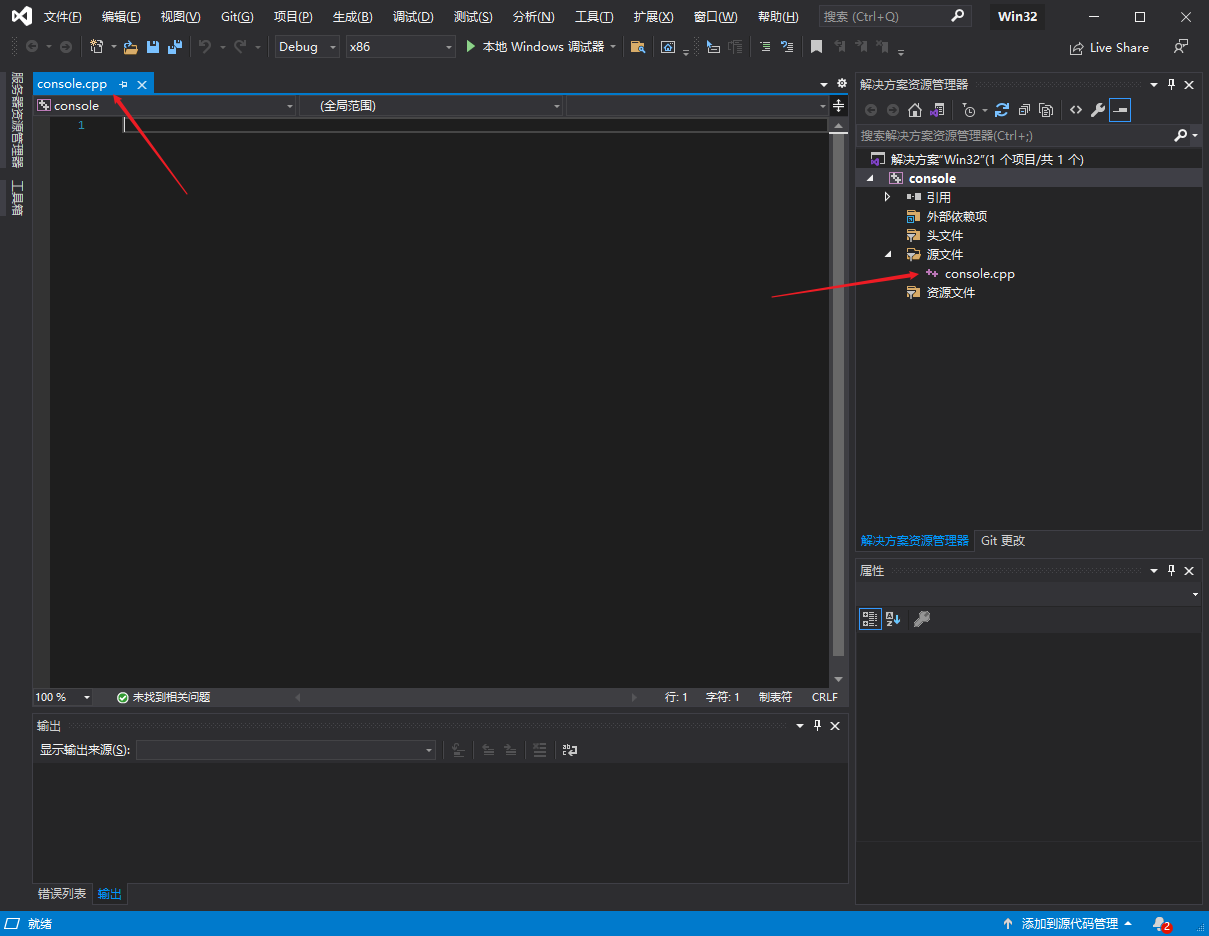 文件(F) 编辑(E) 视图(V) Git(G) 项目(P) 生成(B) 调试(D) 测试(S) 分析(N) 工具(T) 扩展(X) 窗口(W) 帮助(H) 搜索 (Ctrl+Q) Win32
Debug x86 本地 Windows 调试器 Live Share
服务器资源管理器
工具箱
console.cpp
console (全局范围)
1
100 % 未找到相关问题 行: 1 字符: 1 制表符 CRLF
输出
显示输出来源(S):
错误列表 输出
解决方案资源管理器
搜索解决方案资源管理器(Ctrl+;)
解决方案"Win32"(1 个项目/共 1 个)
console
引用
外部依赖项
头文件
源文件
console.cpp
资源文件
解决方案资源管理器 Git 更改
属性
就绪 添加到源代码管理 2